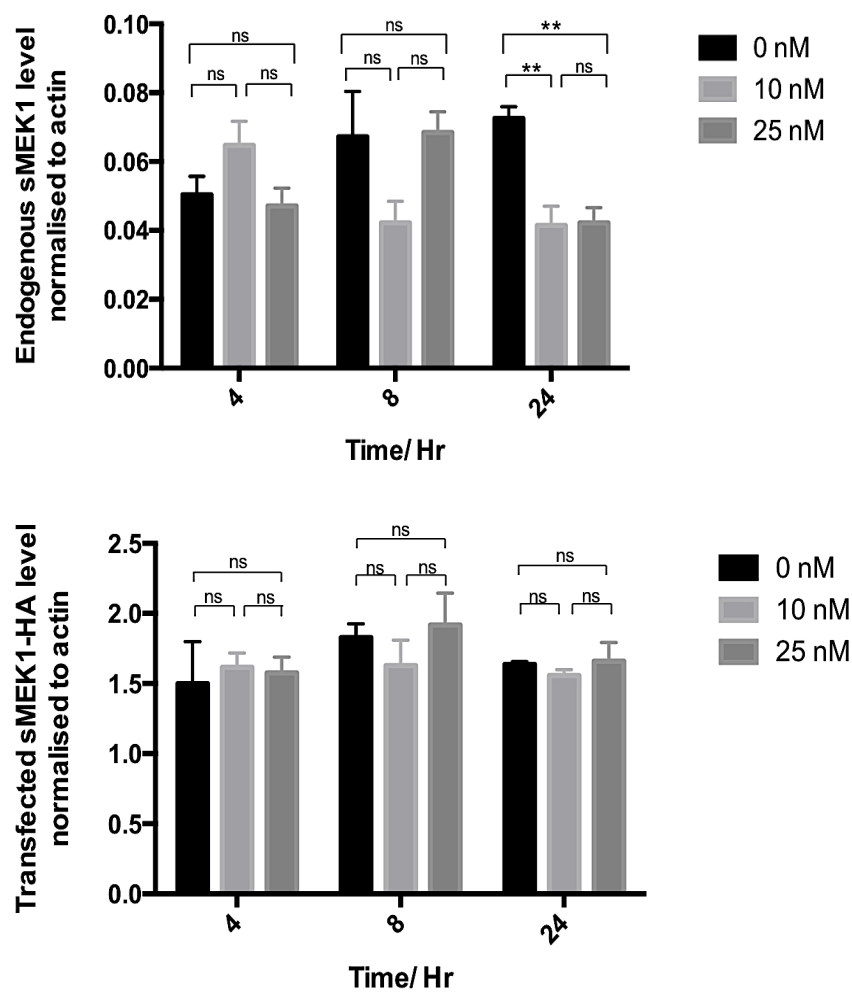 Endogenous sMEK1 level
normalised to actin
0.10
0.08
0.06
0.04
0.02
0.00
ns
ns
ns
ns
ns
ns
**
**
ns
4
8
24
Time/ Hr
0 nM
10 nM
25 nM
Transfected sMEK1-HA level
normalised to actin
2.5
2.0
1.5
1.0
0.5
0.0
ns
ns
ns
ns
ns
ns
ns
ns
ns
4
8
24
Time/ Hr
0 nM
10 nM
25 nM